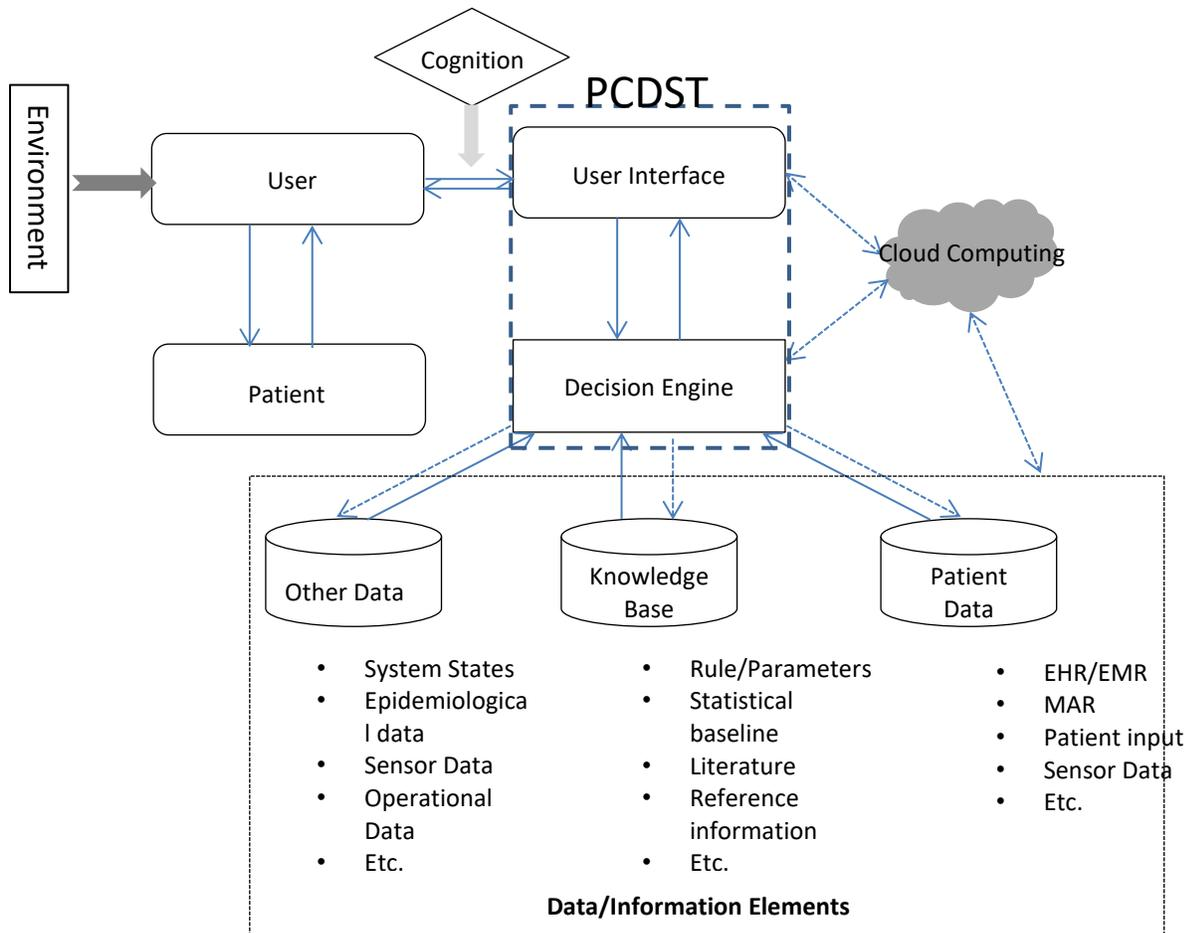 Cognition
PCDST
Environment
User
User Interface
Cloud Computing
Patient
Decision Engine
Other Data
Knowledge
Base
Patient
Data
• System States
• Epidemiologica
l data
• Sensor Data
• Operational
Data
• Etc.
• Rule/Parameters
• Statistical
baseline
• Literature
• Reference
information
• Etc.
• EHR/EMR
• MAR
• Patient input
• Sensor Data
• Etc.
Data/Information Elements